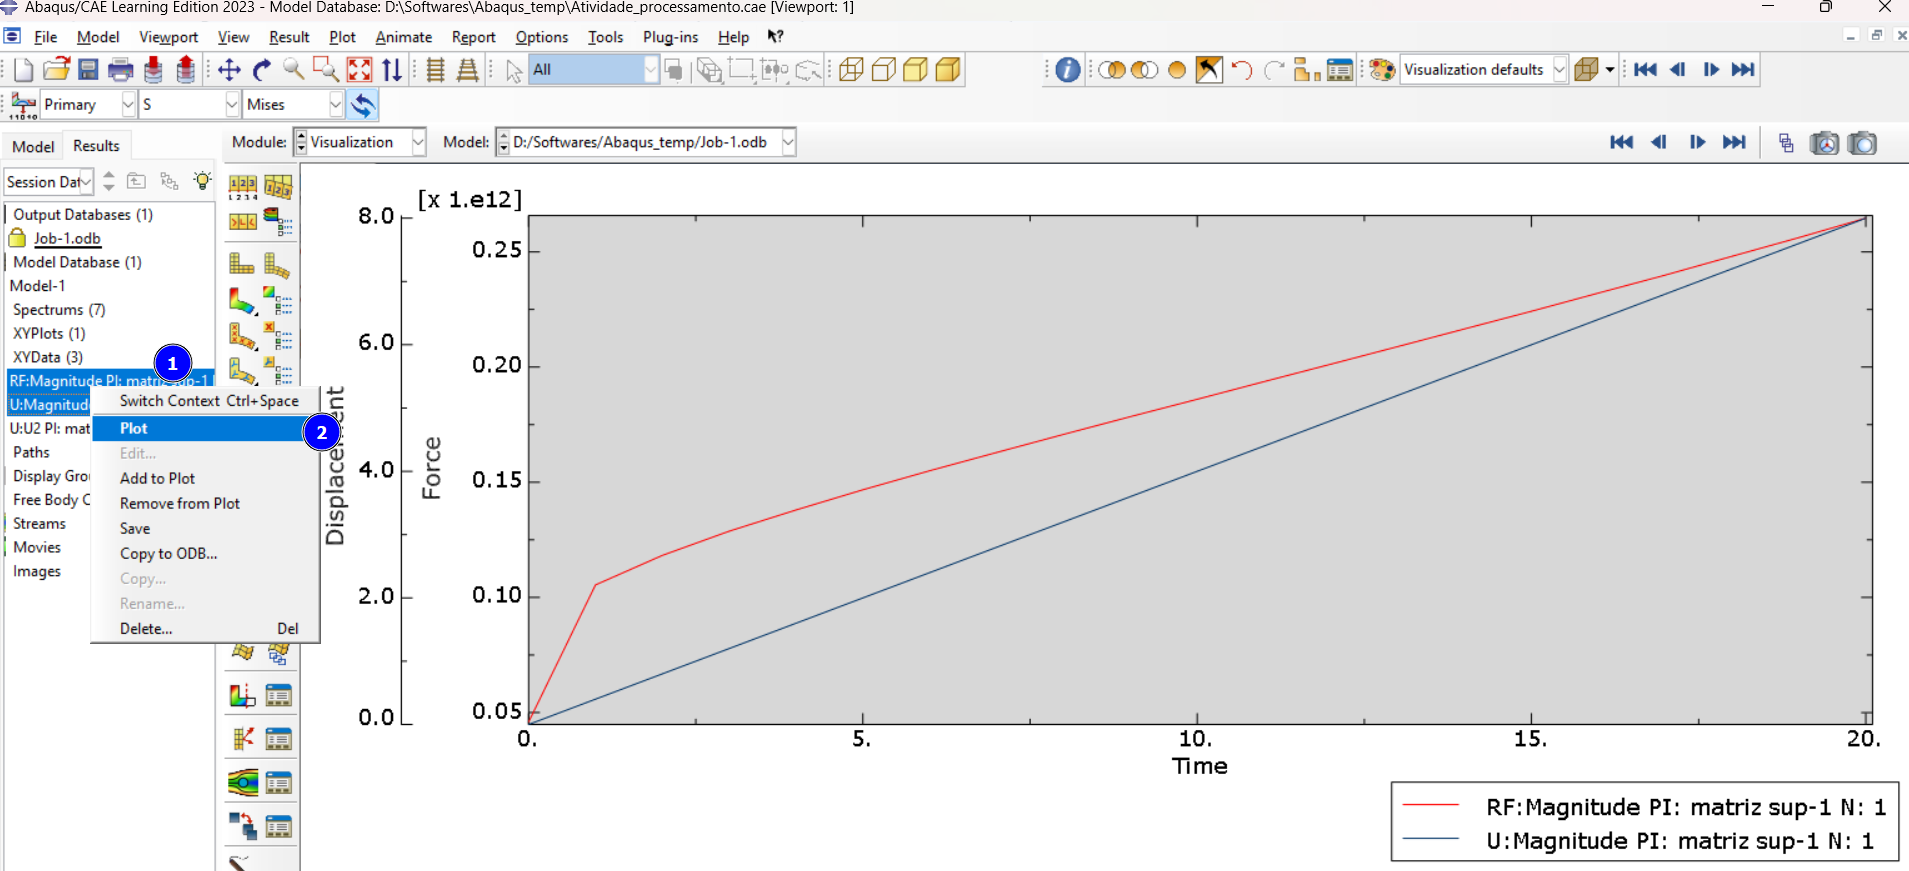 Abaqus/CAE Learning Edition 2023 - Model Database: D:\Softwares\Abaqus_temp\Atividade_processamento.cae [Viewport: 1]
File Model Viewport View Result Plot Animate Report Options Tools Plug-ins Help
All Visualization defaults
Primary S Mises
Model Results Module: Visualization Model: D:/Softwares/Abaqus_temp/Job-1.odb
Session Dat
Output Databases (1)
Job-1.odb
Model Database (1)
Model-1
Spectrums (7)
XYPlots (1)
XYData (3)
RF:Magnitude PI: matriz sup-1
U:Magnitude
U:U2 PI: mat
Paths
Display Gro
Free Body C
Streams
Movies
Images
1
Switch Context Ctrl+Space
Plot
2
Edit...
Add to Plot
Remove from Plot
Save
Copy to ODB...
Copy...
Rename...
Delete... Del
[x 1.e12]
8.0
6.0
4.0
2.0
0.0
Displacement
Force
0.25
0.20
0.15
0.10
0.05
0. 5. 10. 15. 20.
Time
RF:Magnitude PI: matriz sup-1 N: 1
U:Magnitude PI: matriz sup-1 N: 1